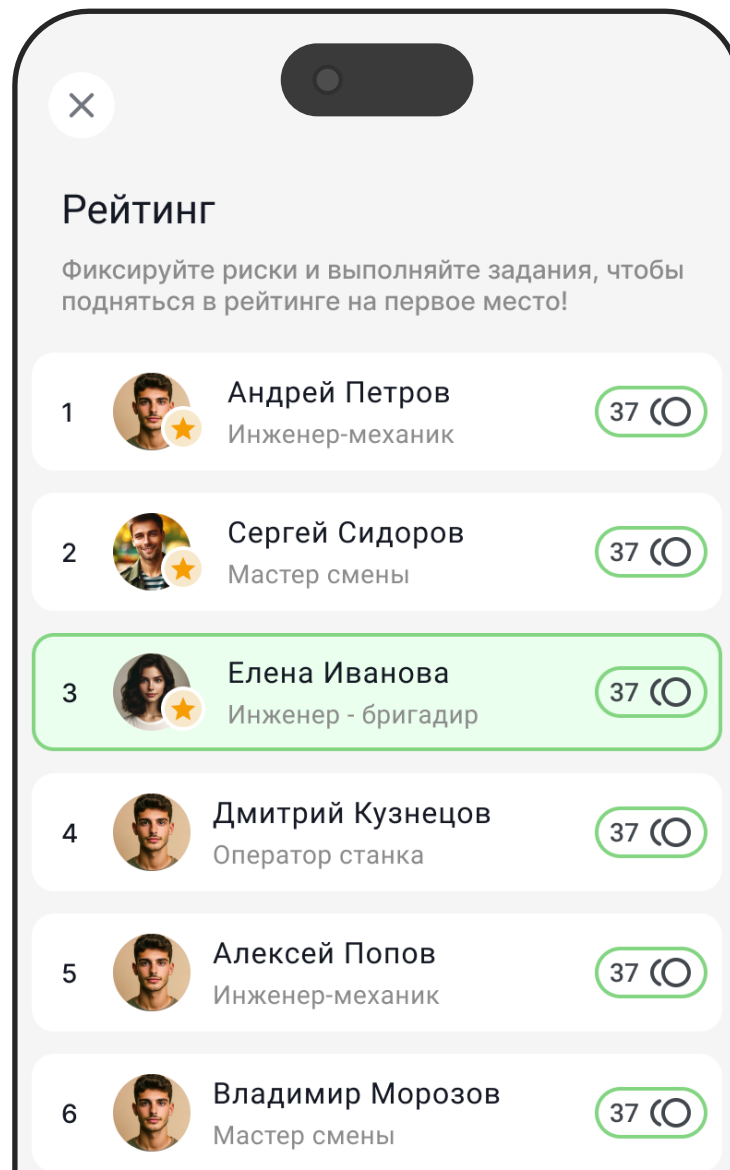 Рейтинг
Фиксируйте риски и выполняйте задания, чтобы
подняться в рейтинге на первое место!
1
Андрей Петров
Инженер-механик
37
2
Сергей Сидоров
Мастер смены
37
3
Елена Иванова
Инженер - бригадир
37
4
Дмитрий Кузнецов
Оператор станка
37
5
Алексей Попов
Инженер-механик
37
6
Владимир Морозов
Мастер смены
37